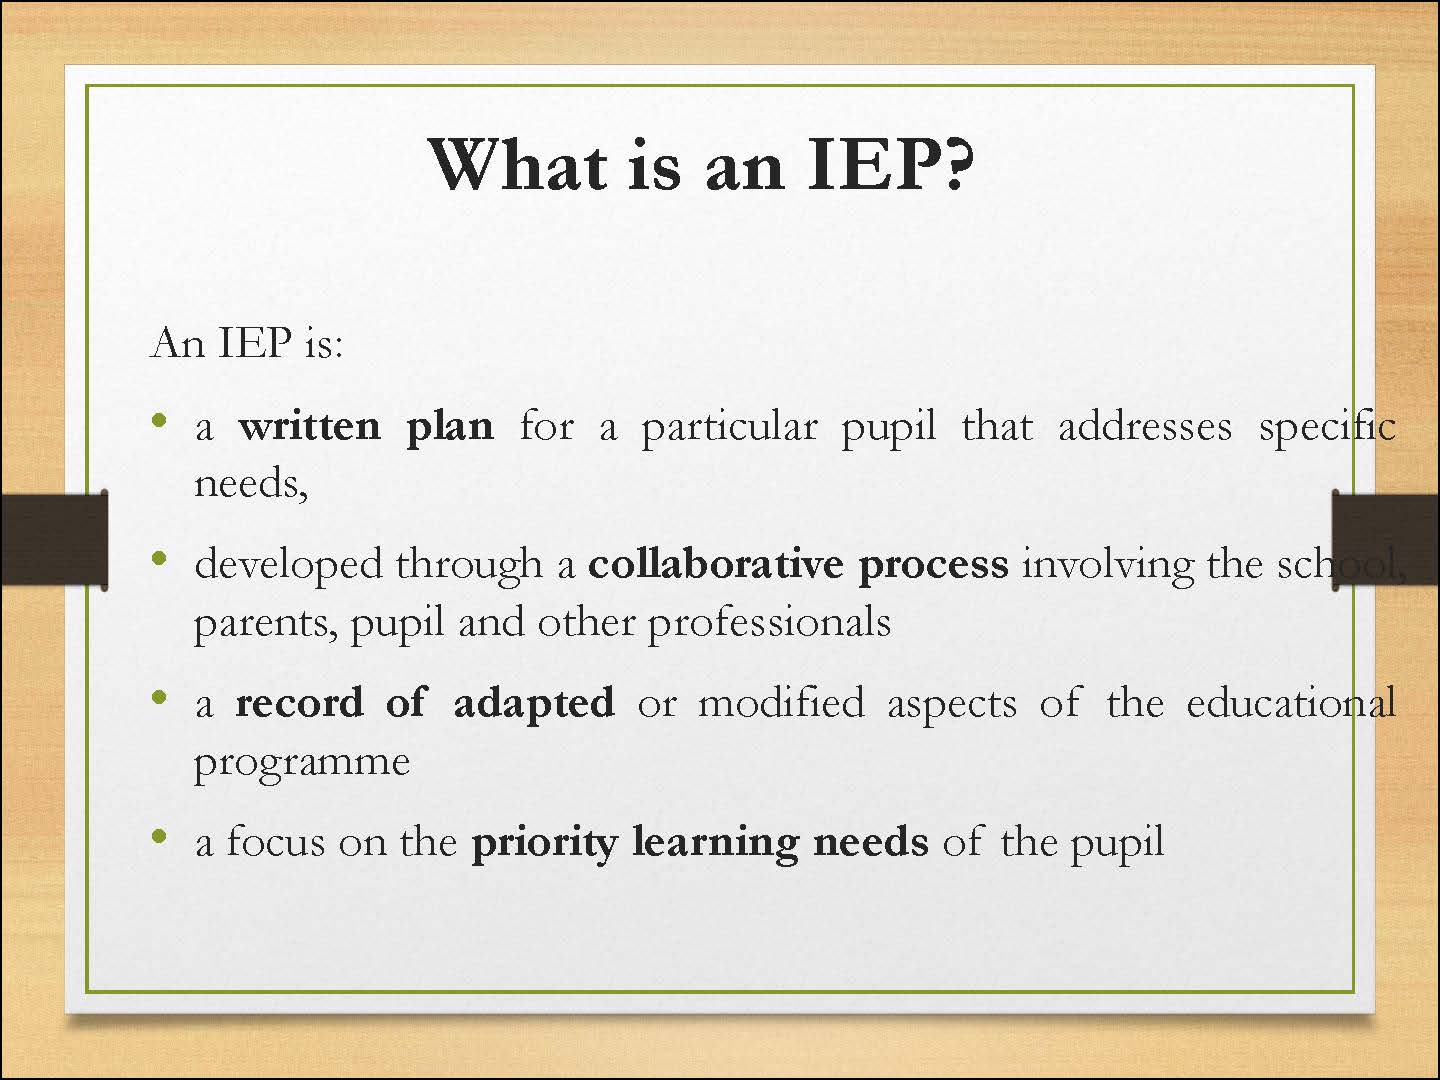 What is an IEP?
An IEP is:
• a written plan for a particular pupil that addresses specific
needs,
• developed through a collaborative process involving the school,
parents, pupil and other professionals
• a record of adapted or modified aspects of the educational
programme
• a focus on the priority learning needs of the pupil